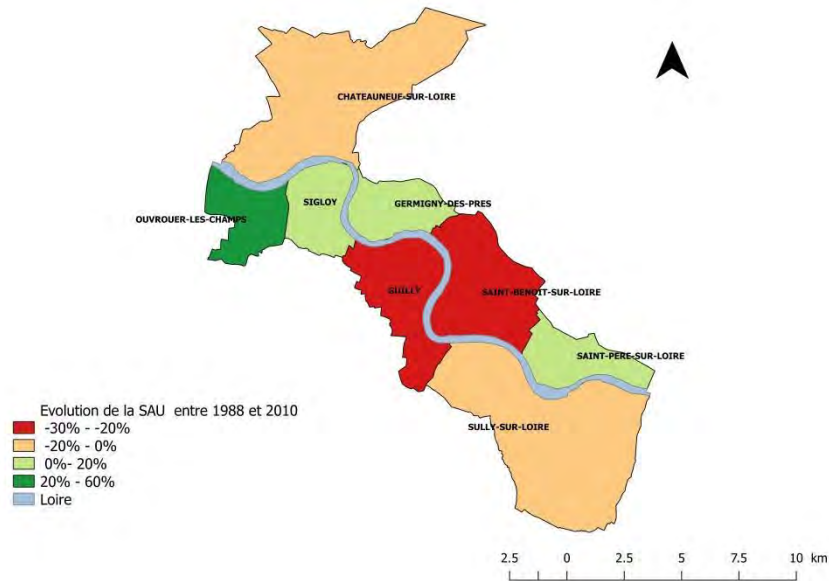 CHATEAUNEUF-SUR-LOIRE
SIGLOY
GERMIGNY-DES-PRES
OUVROUER-LES-CHAMPS
GUILLY
SAINT-BENOIT-SUR-LOIRE
SAINT-PERE-SUR-LOIRE
SULLY-SUR-LOIRE
Evolution de la SAU entre 1988 et 2010
-30% - -20%
-20% - 0%
0%- 20%
20% - 60%
Loire
2.5 0 2.5 5 7.5 10 km